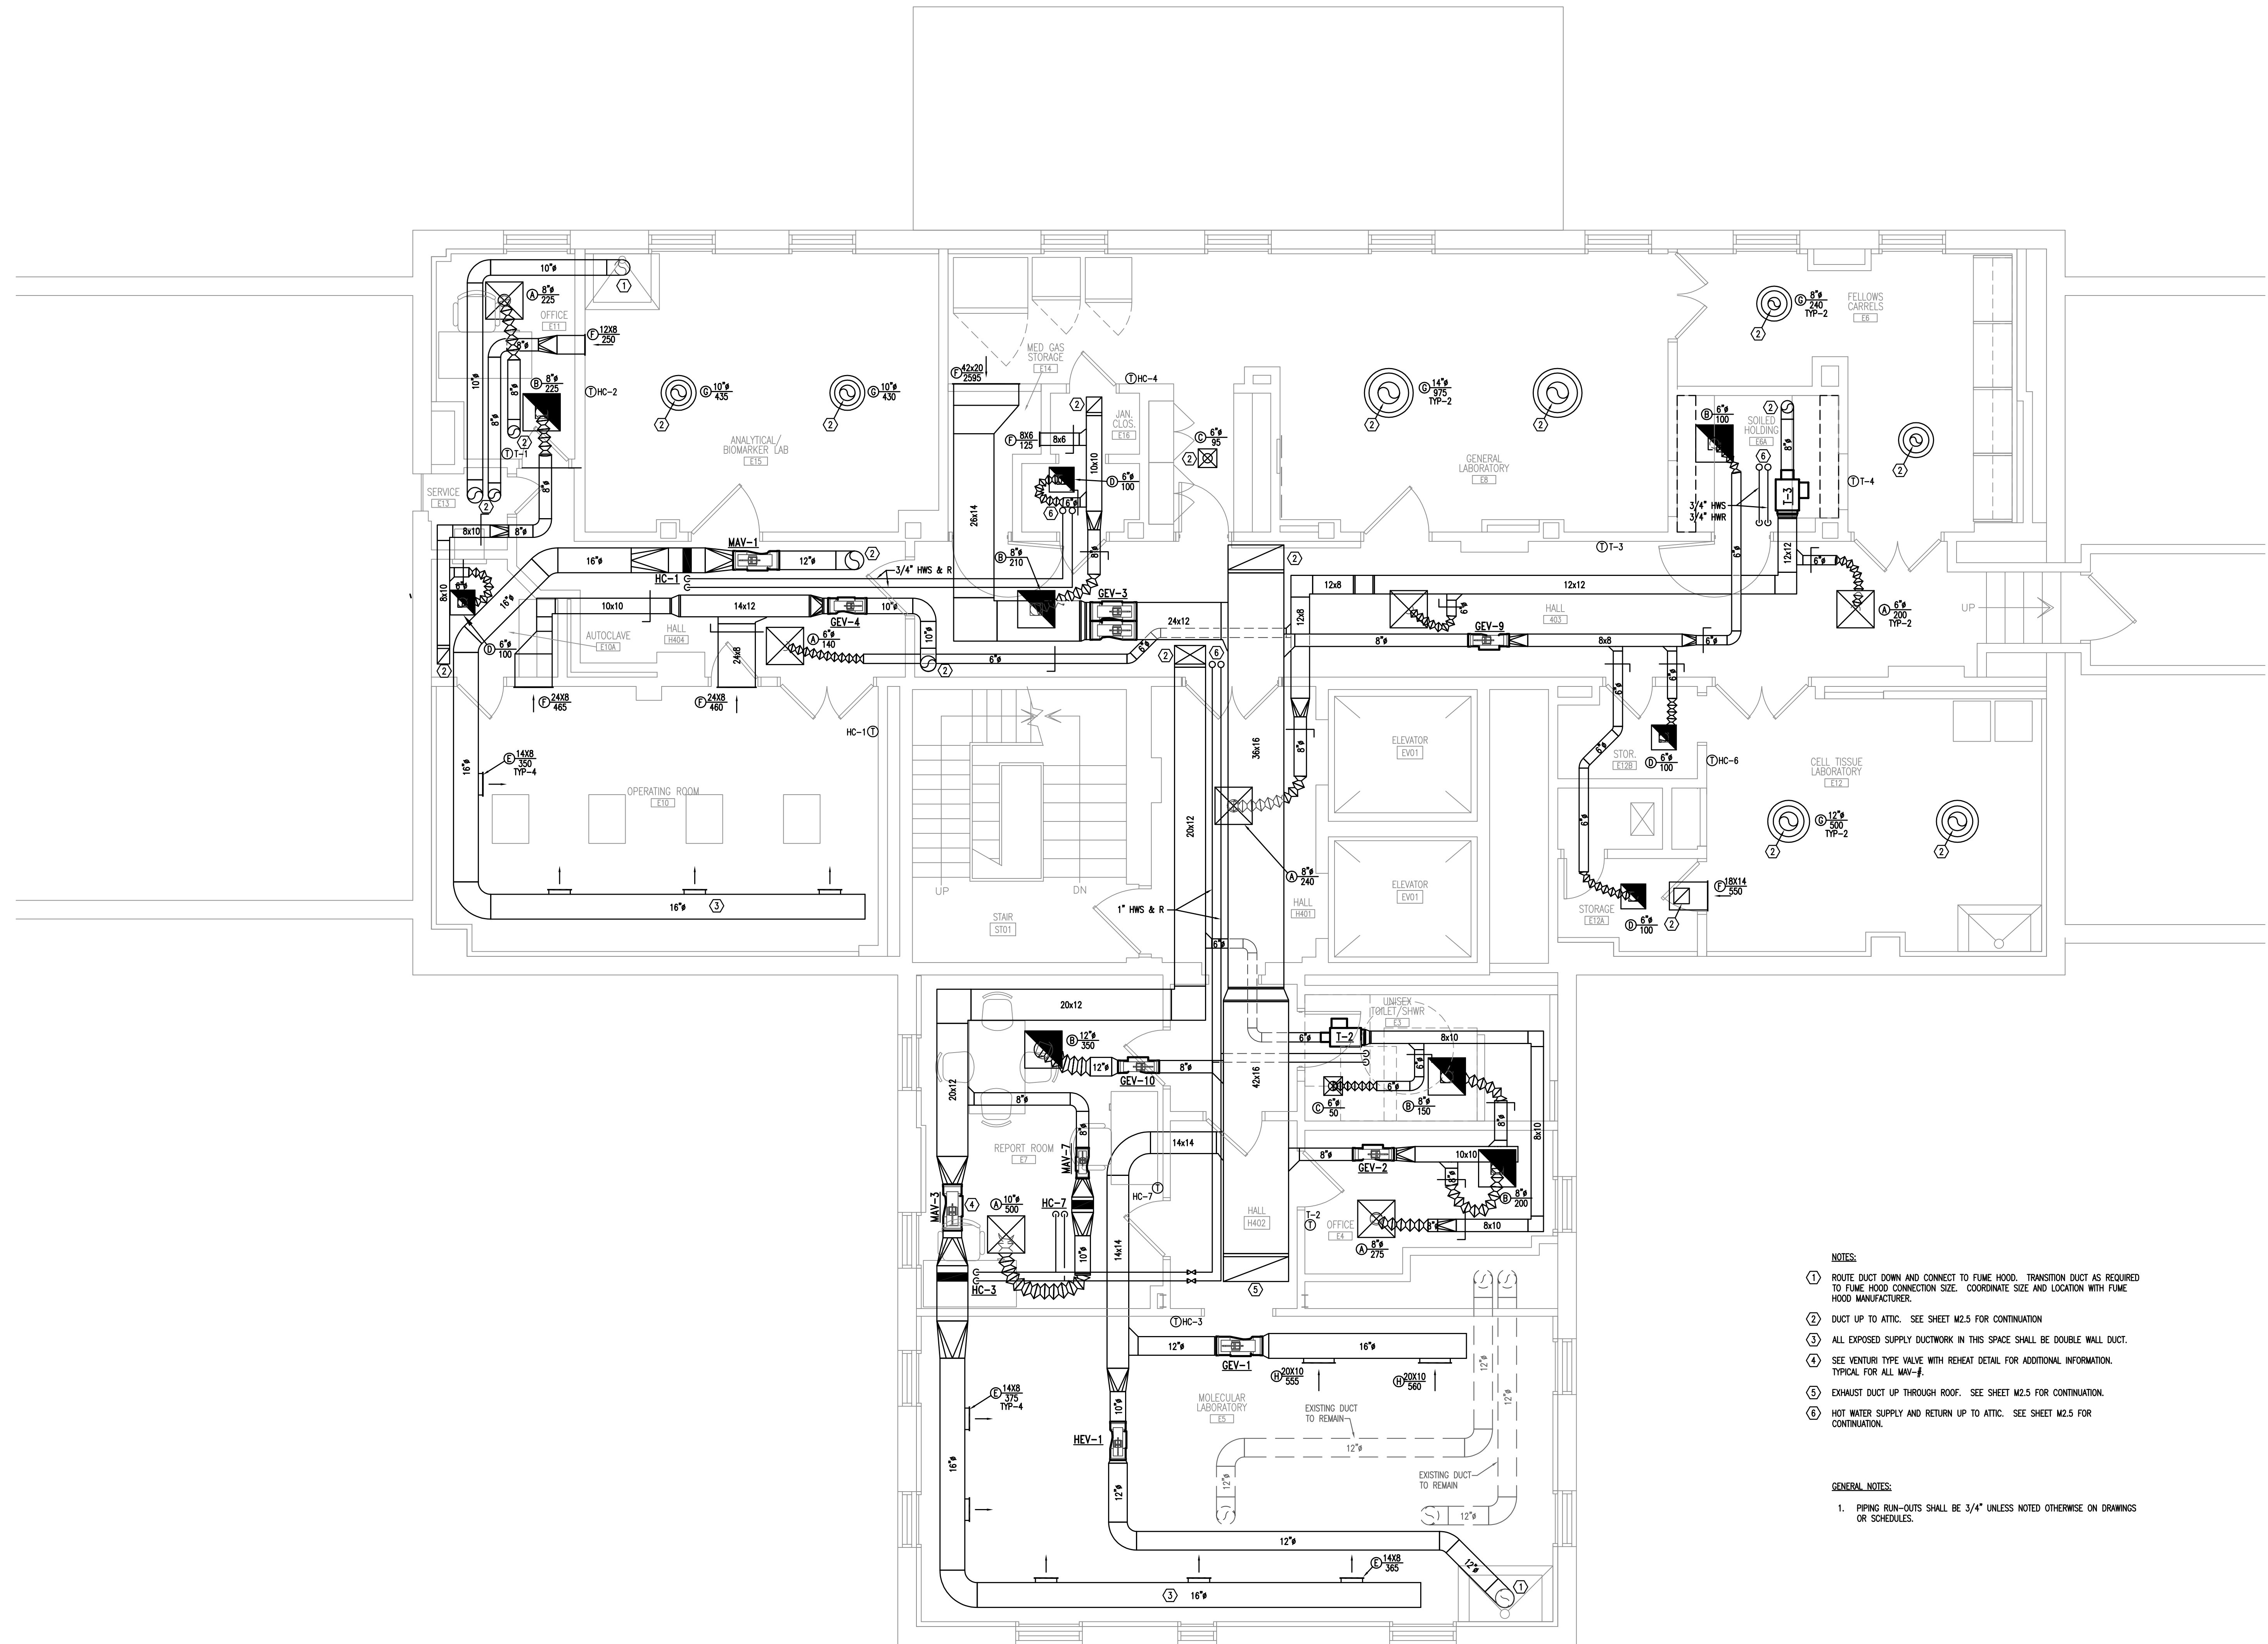 10"ø
1
A 8"ø
225
OFFICE
E11
F 12X8
250
8"ø
10"ø
8"ø
8"ø
B 8"ø
225
T HC-2
2
T T-1
SERVICE
E13
2
8"ø
8x10
8"ø
8x10
6"ø
D 6"ø
100
2
G 10"ø
435
2
G 10"ø
430
2
ANALYTICAL/
BIOMARKER LAB
E15
MAV-1
16"ø
12"ø
2
HC-1
3/4" HWS & R
16"ø
10x10
14x12
10"ø
GEV-4
AUTOCLAVE
E10A
HALL
H404
A 6"ø
140
24x8
10"ø
6"ø
2
F 24X8
465
F 24X8
460
HC-1 T
E 14X8
350
TYP-4
16"ø
OPERATING ROOM
E10
16"ø
3
MED GAS
STORAGE
E14
F 42x20
2595
T HC-4
2
JAN.
CLOS.
E16
F 8X6
125
8x6
10x10
C 6"ø
95
2
26x14
D 6"ø
100
6"ø
6
8"ø
B 8"ø
210
GEV-3
24x12
6"ø
2
6
2
G 14"ø
975
TYP-2
2
2
GENERAL
LABORATORY
E8
T T-3
12x8
12x12
12x8
6"ø
HALL
403
GEV-9
8"ø
8x8
6"ø
G 8"ø
240
TYP-2
2
FELLOWS
CARRELS
E6
2
B 6"ø
100
SOILED
HOLDING
E6A
2
8"ø
6
T-3
3/4" HWS
3/4" HWR
T T-4
6"ø
12x12
6"ø
A 6"ø
200
TYP-2
UP
36x16
8"ø
20x12
ELEVATOR
EV01
ELEVATOR
EV01
A 8"ø
240
HALL
H401
1" HWS & R
UP
DN
STAIR
ST01
6"ø
6"ø
6"ø
6"ø
STOR.
E12B
D 6"ø
100
T HC-6
6"ø
STORAGE
E12A
D 6"ø
100
F 18X14
550
2
CELL TISSUE
LABORATORY
E12
G 12"ø
500
TYP-2
2
2
6"ø
20x12
B 12"ø
350
12"ø
GEV-10
8"ø
20x12
8"ø
8"ø
MAV-7
REPORT ROOM
E7
14x14
42x16
UNISEX
TOILET/SHWR
E3
6"ø
T-2
8x10
6"ø
6"ø
C 6"ø
50
B 8"ø
150
8"ø
8x10
8"ø
GEV-2
10x10
8"ø
B 8"ø
200
MAV-3
4
A 10"ø
500
HC-7
HC-7 T
10"ø
14x14
HALL
H402
T-2
T
OFFICE
E4
A 8"ø
275
8"ø
8x10
HC-3
5
T HC-3
12"ø
GEV-1
16"ø
H 20X10
555
H 20X10
560
MOLECULAR
LABORATORY
E5
E 14X8
375
TYP-4
10"ø
HEV-1
12"ø
16"ø
EXISTING DUCT
TO REMAIN
12"ø
12"ø
12"ø
12"ø
EXISTING DUCT
TO REMAIN
12"ø
12"ø
12"ø
1
E 14X8
365
3
16"ø
NOTES:
1 ROUTE DUCT DOWN AND CONNECT TO FUME HOOD. TRANSITION DUCT AS REQUIRED
TO FUME HOOD CONNECTION SIZE. COORDINATE SIZE AND LOCATION WITH FUME
HOOD MANUFACTURER.
2 DUCT UP TO ATTIC. SEE SHEET M2.5 FOR CONTINUATION
3 ALL EXPOSED SUPPLY DUCTWORK IN THIS SPACE SHALL BE DOUBLE WALL DUCT.
4 SEE VENTURI TYPE VALVE WITH REHEAT DETAIL FOR ADDITIONAL INFORMATION.
TYPICAL FOR ALL MAV-#.
5 EXHAUST DUCT UP THROUGH ROOF. SEE SHEET M2.5 FOR CONTINUATION.
6 HOT WATER SUPPLY AND RETURN UP TO ATTIC. SEE SHEET M2.5 FOR
CONTINUATION.
GENERAL NOTES:
1. PIPING RUN-OUTS SHALL BE 3/4" UNLESS NOTED OTHERWISE ON DRAWINGS
OR SCHEDULES.